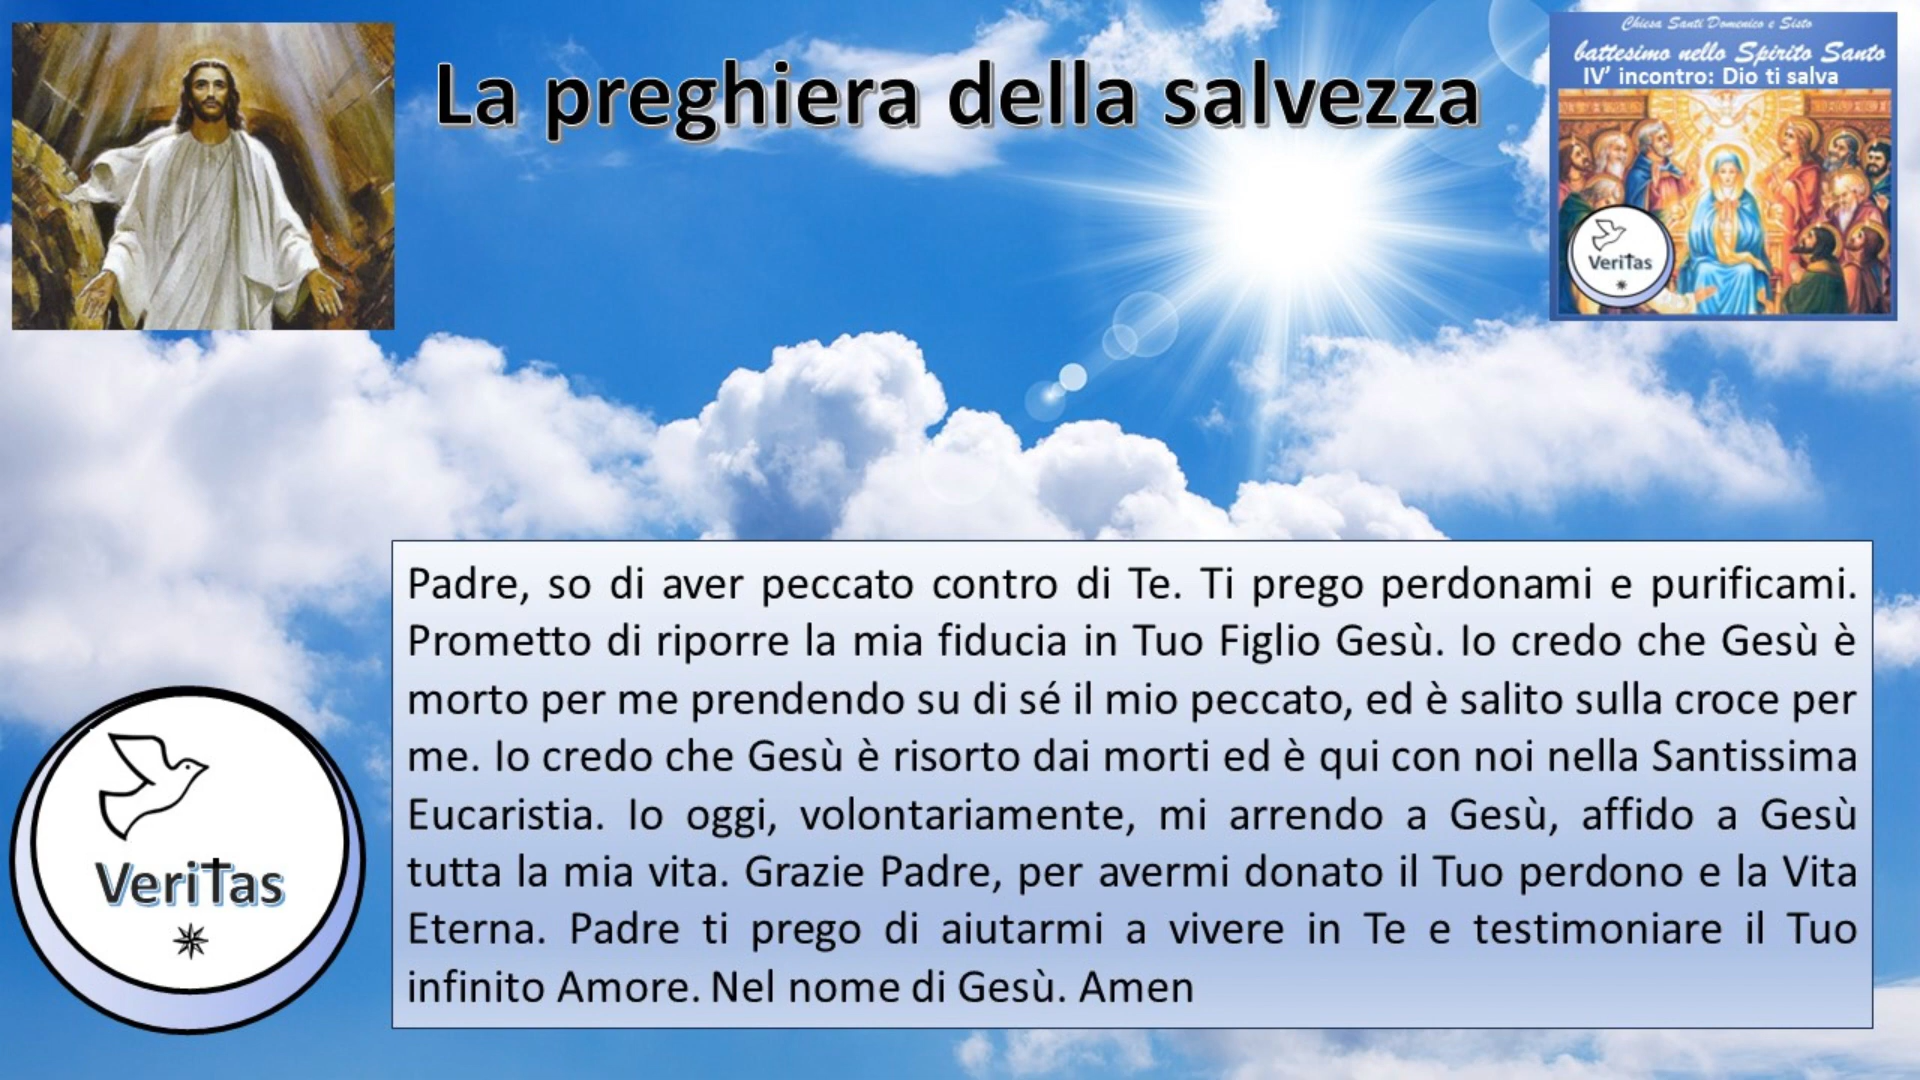 La preghiera della salvezza
Chiesa Santi Domenico e Sisto
battesimo nello Spirito Santo
IV' incontro: Dio ti salva
VeriTas
Padre, so di aver peccato contro di Te. Ti prego perdonami e purificami.
Prometto di riporre la mia fiducia in Tuo Figlio Gesù. Io credo che Gesù è
morto per me prendendo su di sé il mio peccato, ed è salito sulla croce per
me. Io credo che Gesù è risorto dai morti ed è qui con noi nella Santissima
Eucaristia. Io oggi, volontariamente, mi arrendo a Gesù, affido a Gesù
tutta la mia vita. Grazie Padre, per avermi donato il Tuo perdono e la Vita
Eterna. Padre ti prego di aiutarmi a vivere in Te e testimoniare il Tuo
infinito Amore. Nel nome di Gesù. Amen
VeriTas